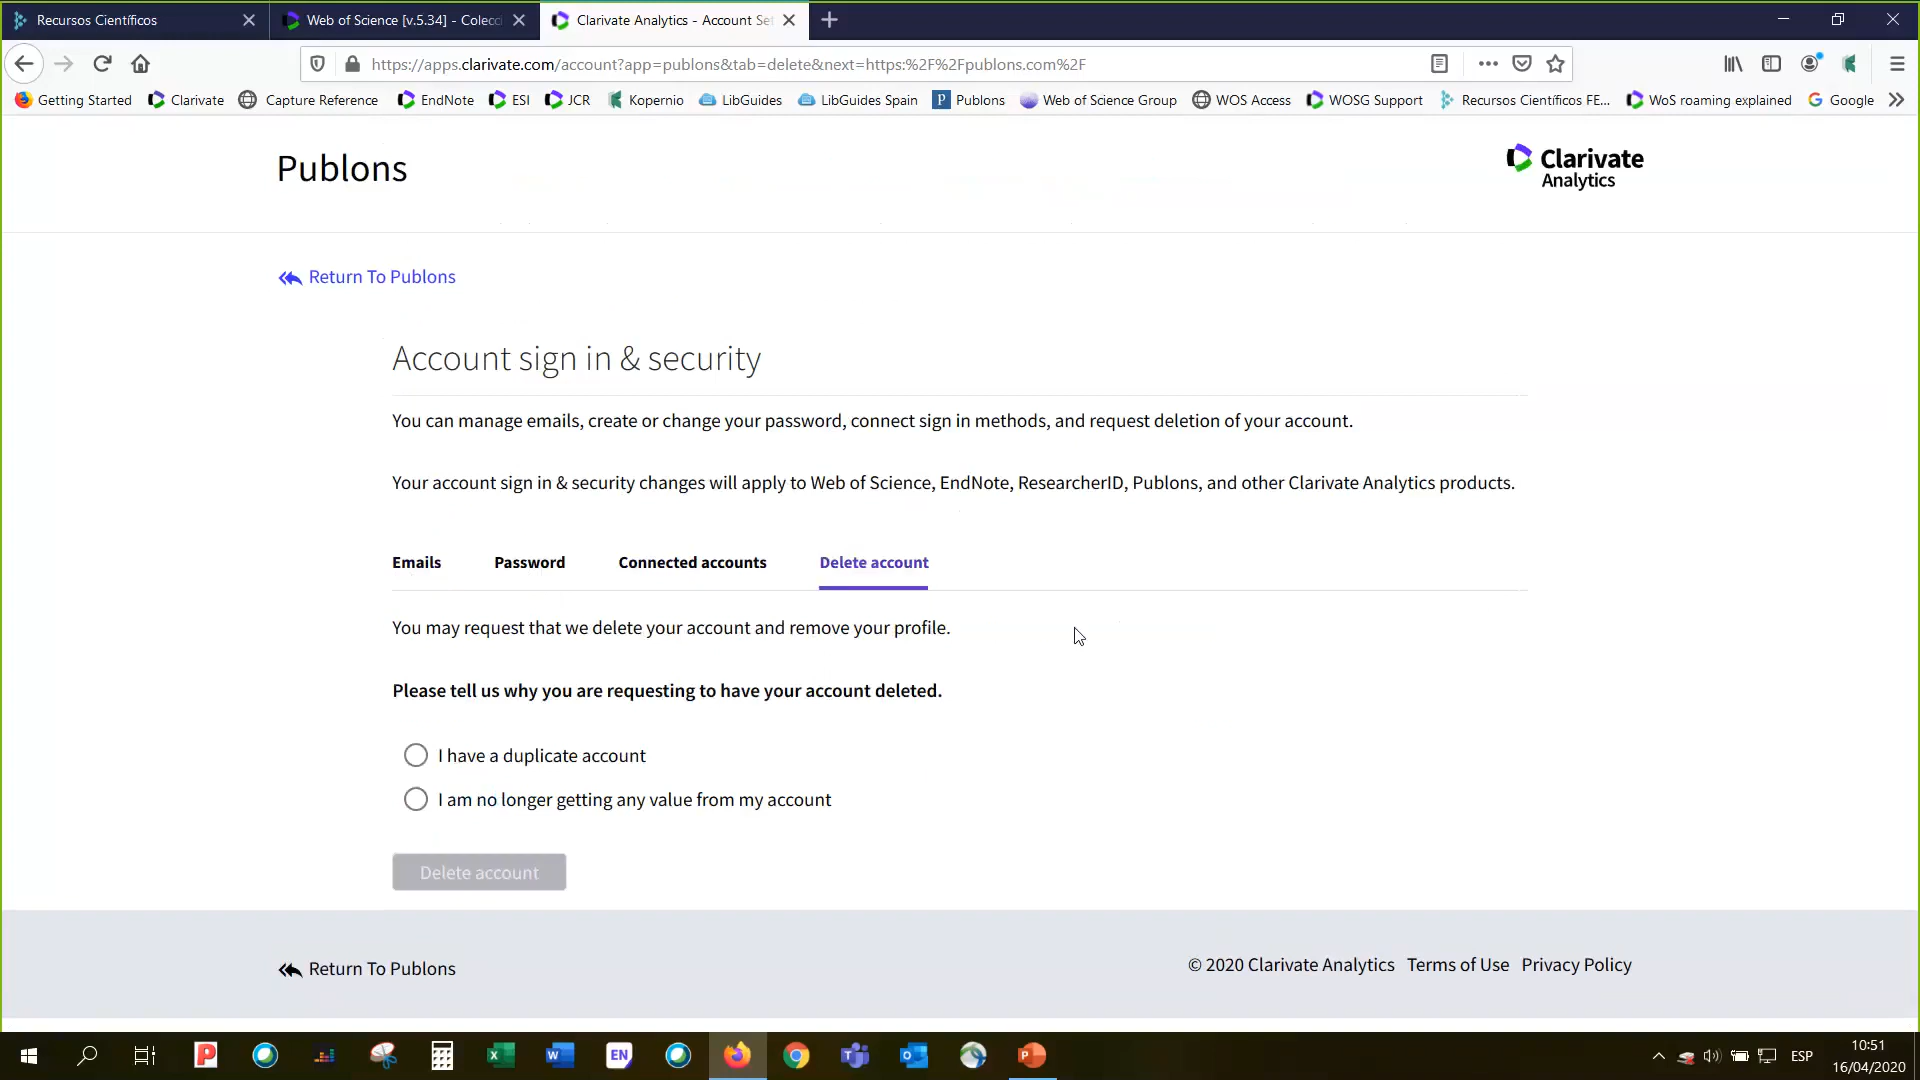 Recursos Científicos
Web of Science [v.5.34] - Colecc
Clarivate Analytics - Account Set
https://apps.clarivate.com/account?app=publons&tab=delete&next=https:%2F%2Fpublons.com%2F
Getting Started
Clarivate
Capture Reference
EndNote
ESI
JCR
Kopernio
LibGuides
LibGuides Spain
P Publons
Web of Science Group
WOS Access
WOSG Support
Recursos Científicos FE...
WoS roaming explained
G Google
Publons
Clarivate
Analytics
Return To Publons
Account sign in & security
You can manage emails, create or change your password, connect sign in methods, and request deletion of your account.
Your account sign in & security changes will apply to Web of Science, EndNote, ResearcherID, Publons, and other Clarivate Analytics products.
Emails
Password
Connected accounts
Delete account
You may request that we delete your account and remove your profile.
Please tell us why you are requesting to have your account deleted.
I have a duplicate account
I am no longer getting any value from my account
Delete account
Return To Publons
© 2020 Clarivate Analytics Terms of Use Privacy Policy
EN
ESP
10:51
16/04/2020